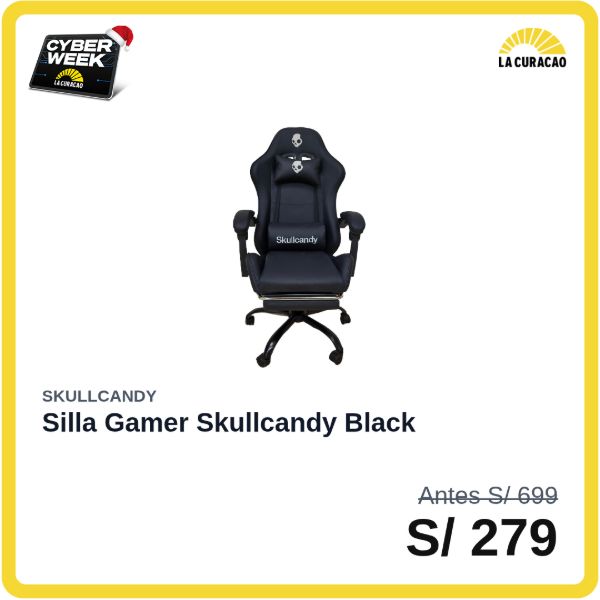 CYBER
WEEK
LA CURACAO
LA CURACAO
Skullcandy
SKULLCANDY
Silla Gamer Skullcandy Black
Antes S/ 699
S/ 279